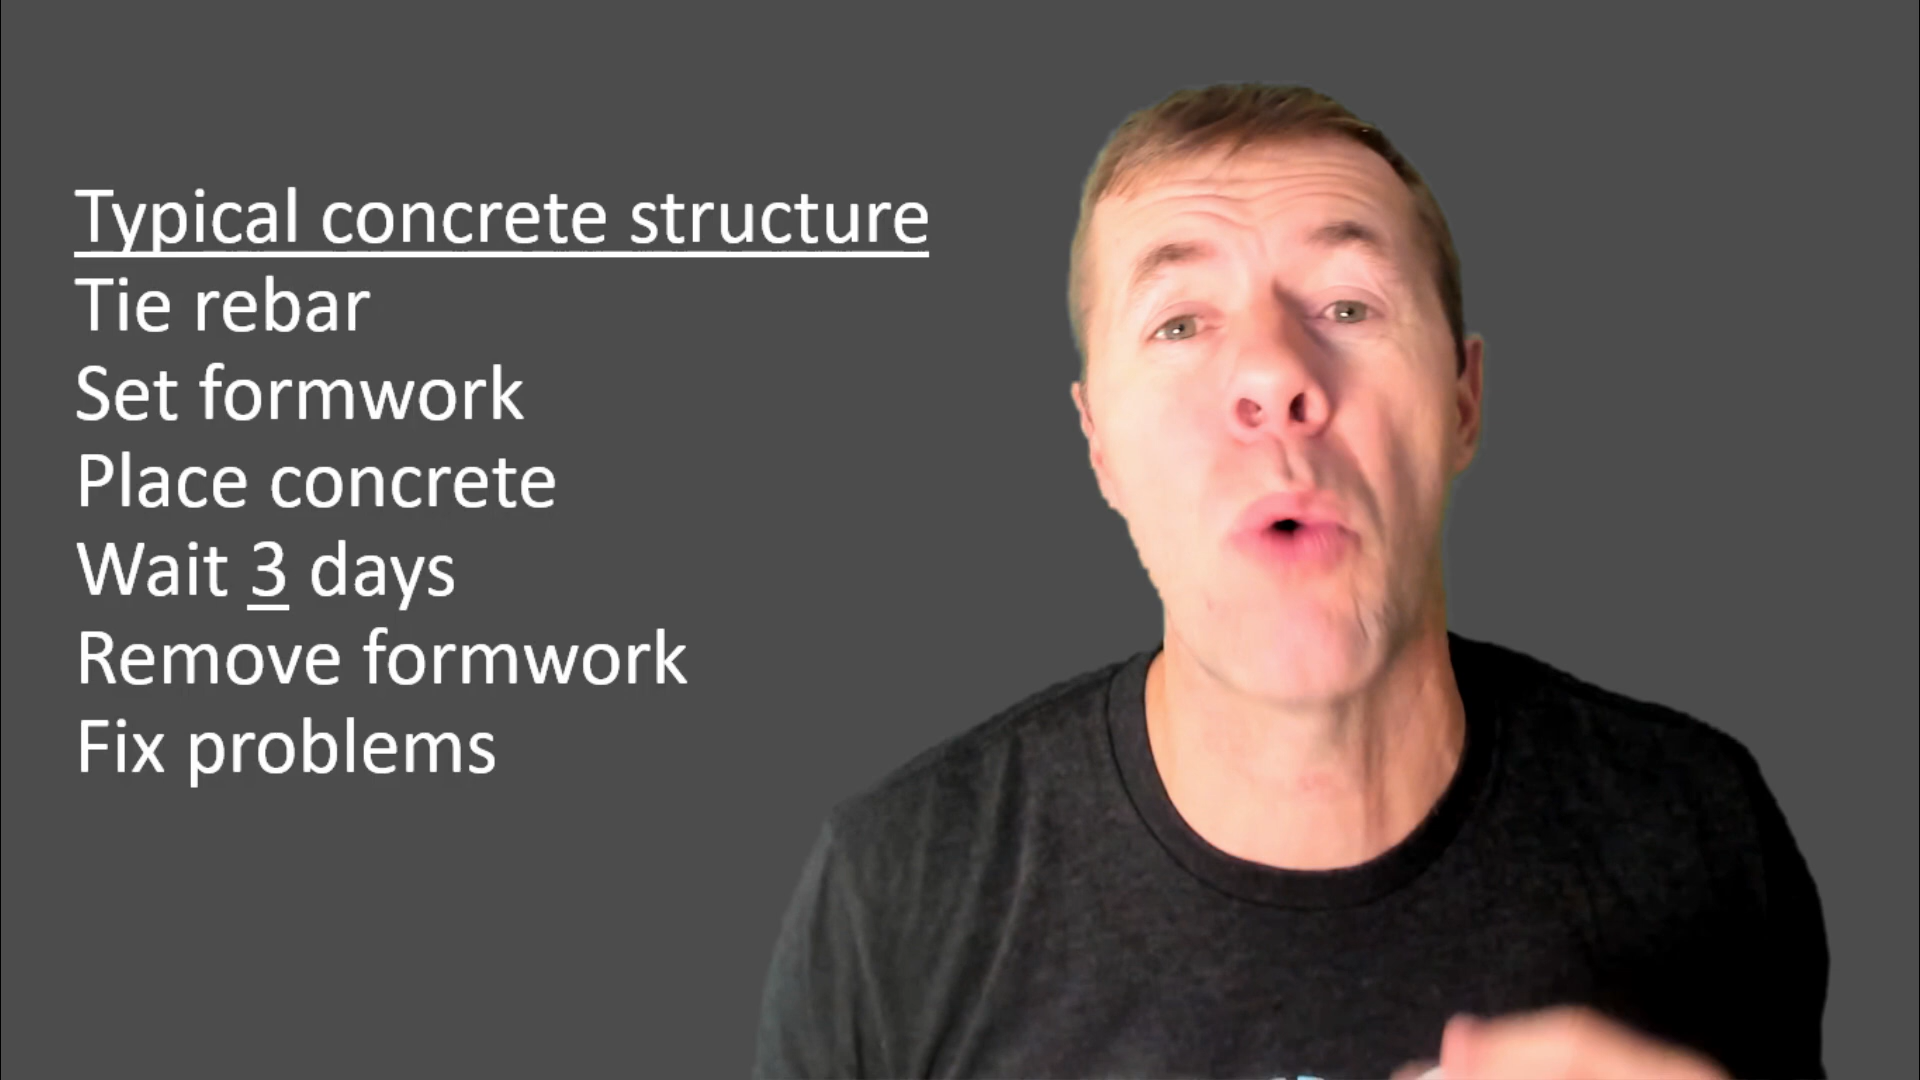 Typical concrete structure
Tie rebar
Set formwork
Place concrete
Wait 3 days
Remove formwork
Fix problems